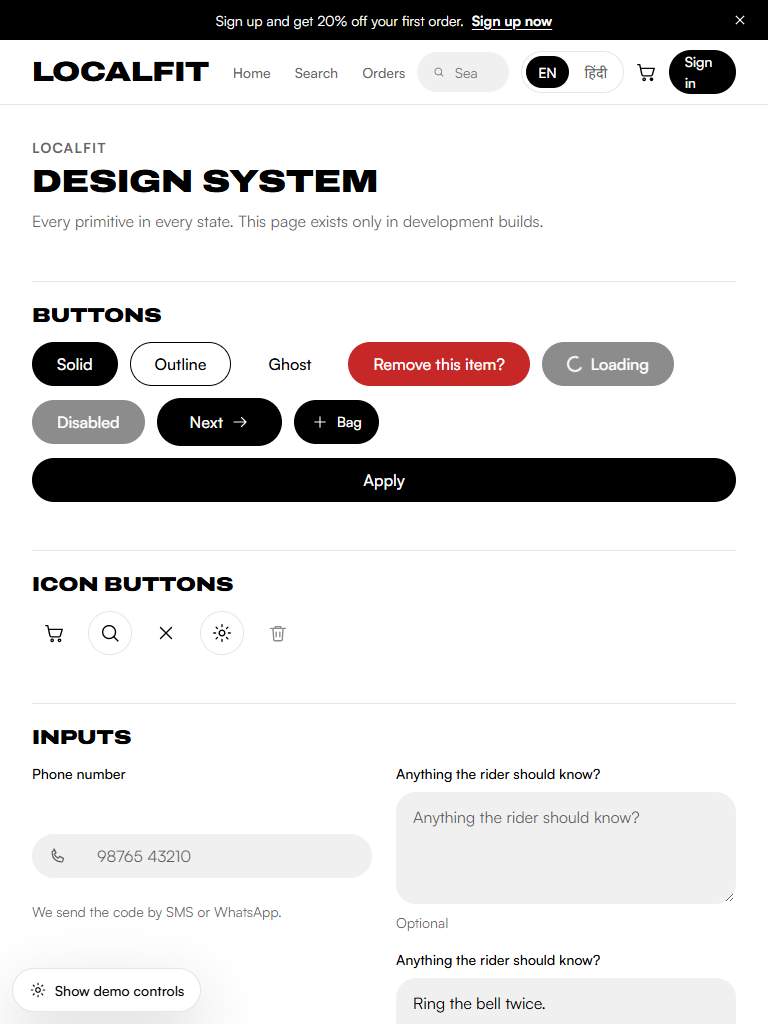 Sign up and get 20% off your first order. Sign up now
LOCALFIT
Home
Search
Orders
Sea
EN
हिंदी
Sign
in
LOCALFIT
DESIGN SYSTEM
Every primitive in every state. This page exists only in development builds.
BUTTONS
Solid
Outline
Ghost
Remove this item?
Loading
Disabled
Next
Bag
Apply
ICON BUTTONS
INPUTS
Phone number
98765 43210
We send the code by SMS or WhatsApp.
Anything the rider should know?
Anything the rider should know?
Optional
Anything the rider should know?
Ring the bell twice.
Show demo controls